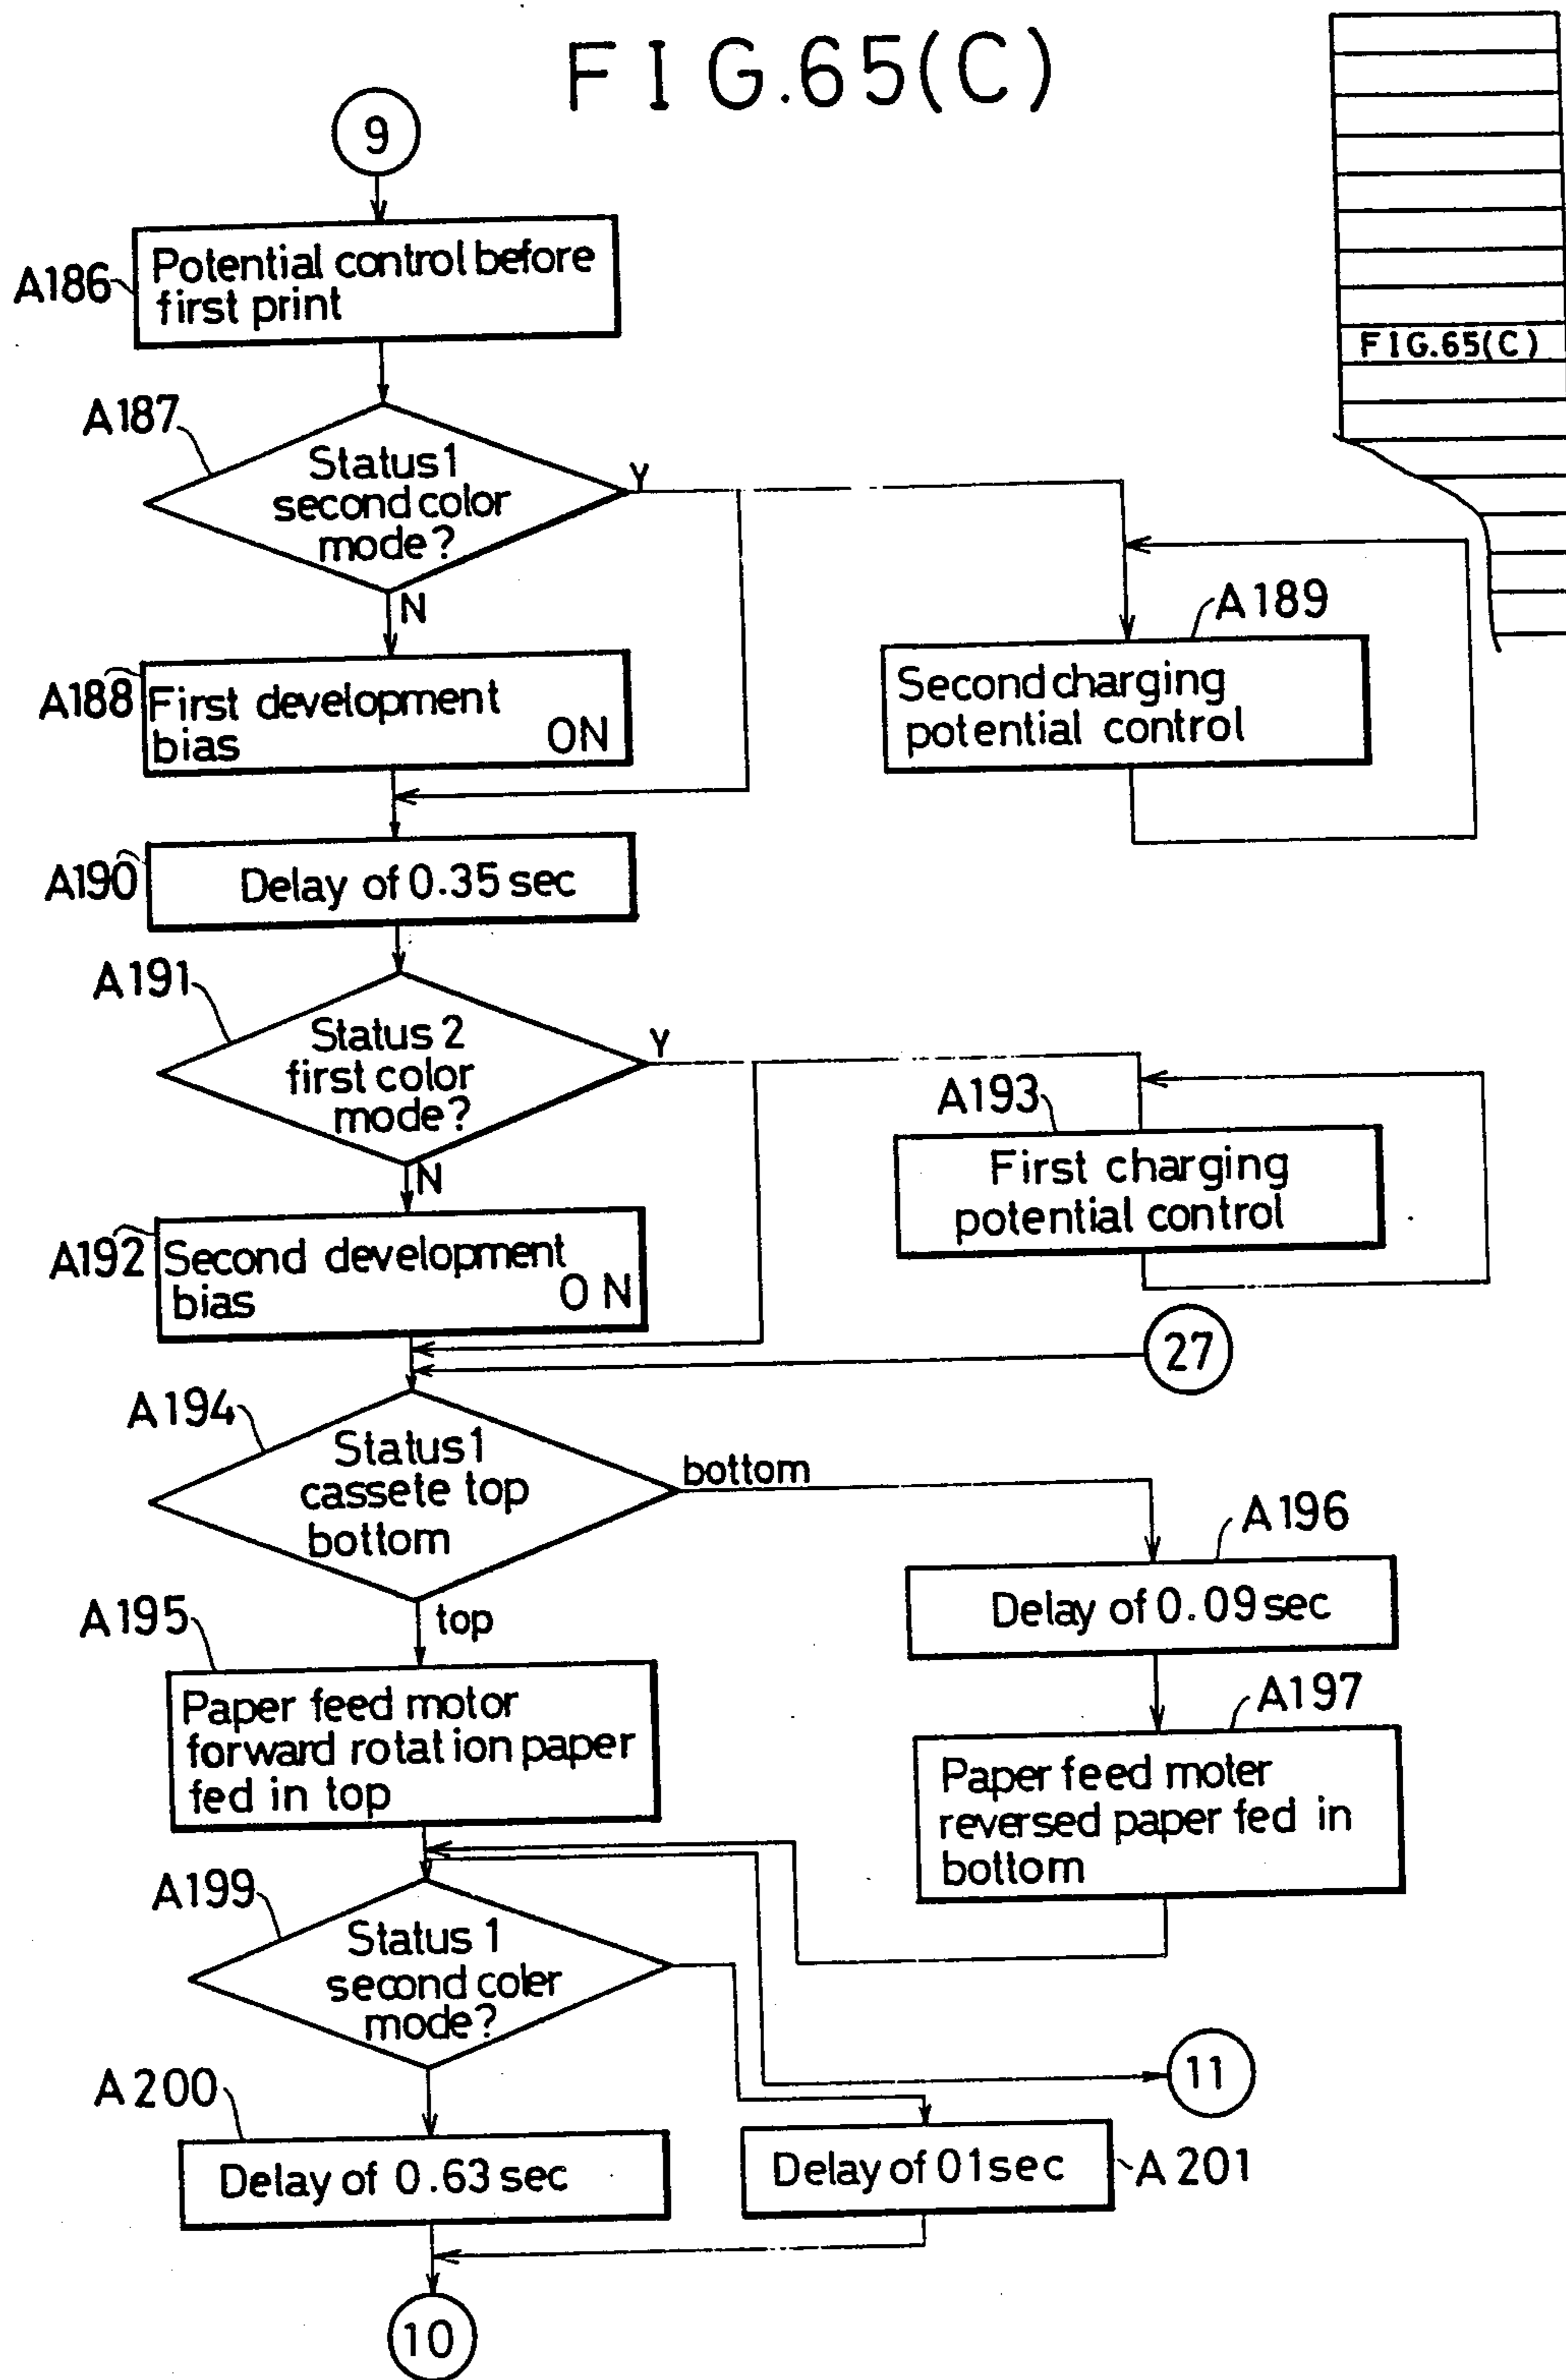 FIG.65(C)
9
A186
Potential control before
first print
FIG.65(C)
A187
Status1
second color
mode?
Y
N
A188
First development
bias ON
A189
Second charging
potential control
A190
Delay of 0.35 sec
A191
Status 2
first color
mode?
Y
N
A192
Second development
bias ON
A193
First charging
potential control
27
A194
Status1
cassete top
bottom
bottom
top
A195
Paper feed motor
forward rotation paper
fed in top
A196
Delay of 0.09 sec
A197
Paper feed moter
reversed paper fed in
bottom
A199
Status 1
second coler
mode?
11
A200
Delay of 0.63 sec
Delay of 01sec
A201
10